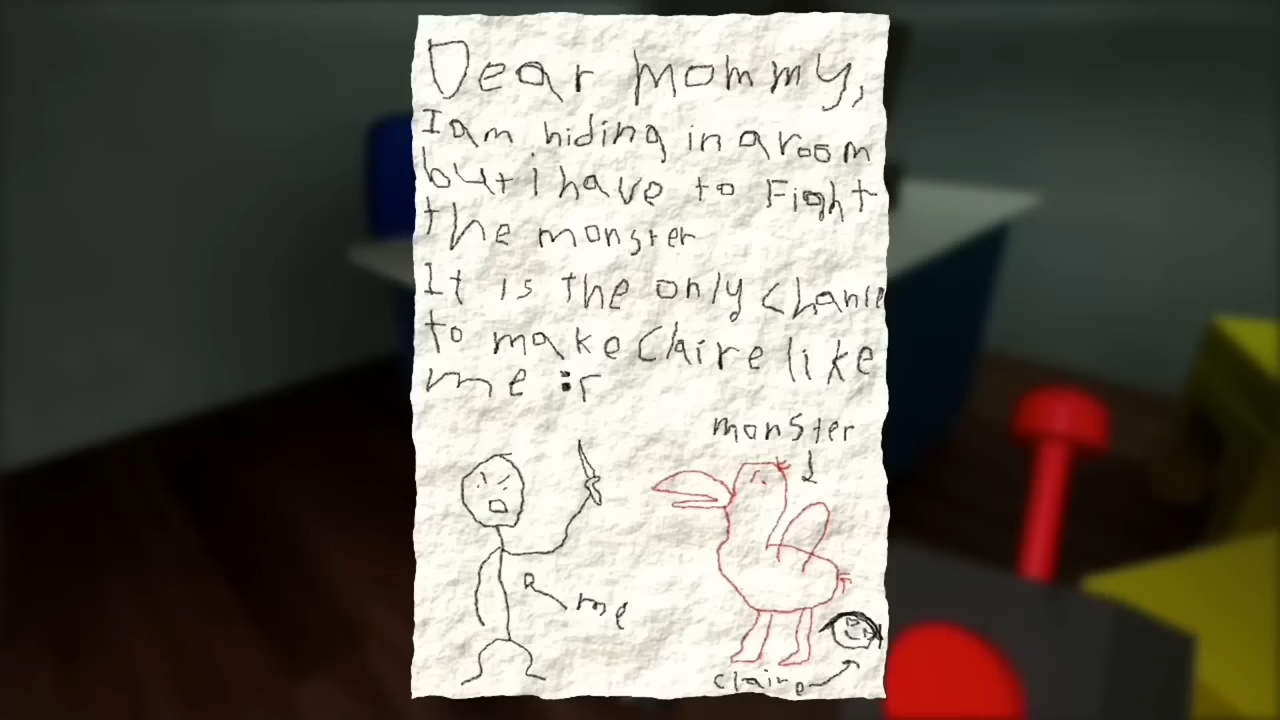 Dear mommy,
I am hiding in a room
but i have to Fight
the monster
It is the only chance
to make Claire like
me :r
monster
me
claire